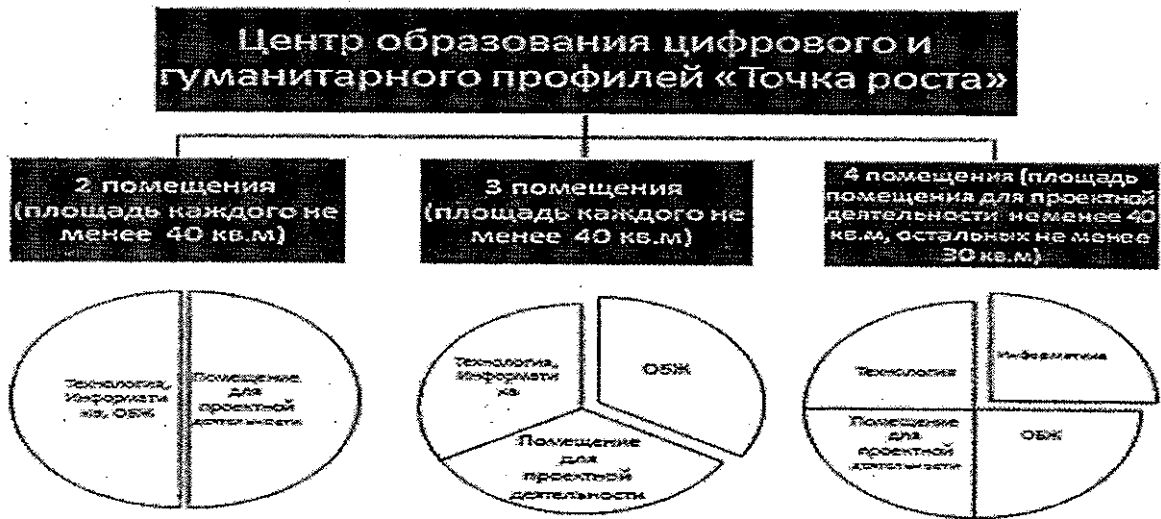 Центр образования цифрового и
гуманитарного профилей «Точка роста»
2 помещения
(площадь каждого не
менее 40 кв.м)
3 помещения
(площадь каждого не
менее 40 кв.м)
4 помещения (площадь
помещения для проектной
деятельности не менее 40
кв.м, остальных не менее
30 кв.м)
Технология,
Информати
ка, ОБЖ
Помещение
для
проектной
деятельности
Технология,
Информати
ка
ОБЖ
Помещение
для
проектной
деятельности
Технология
Информатика
Помещение
для
проектной
деятельности
ОБЖ